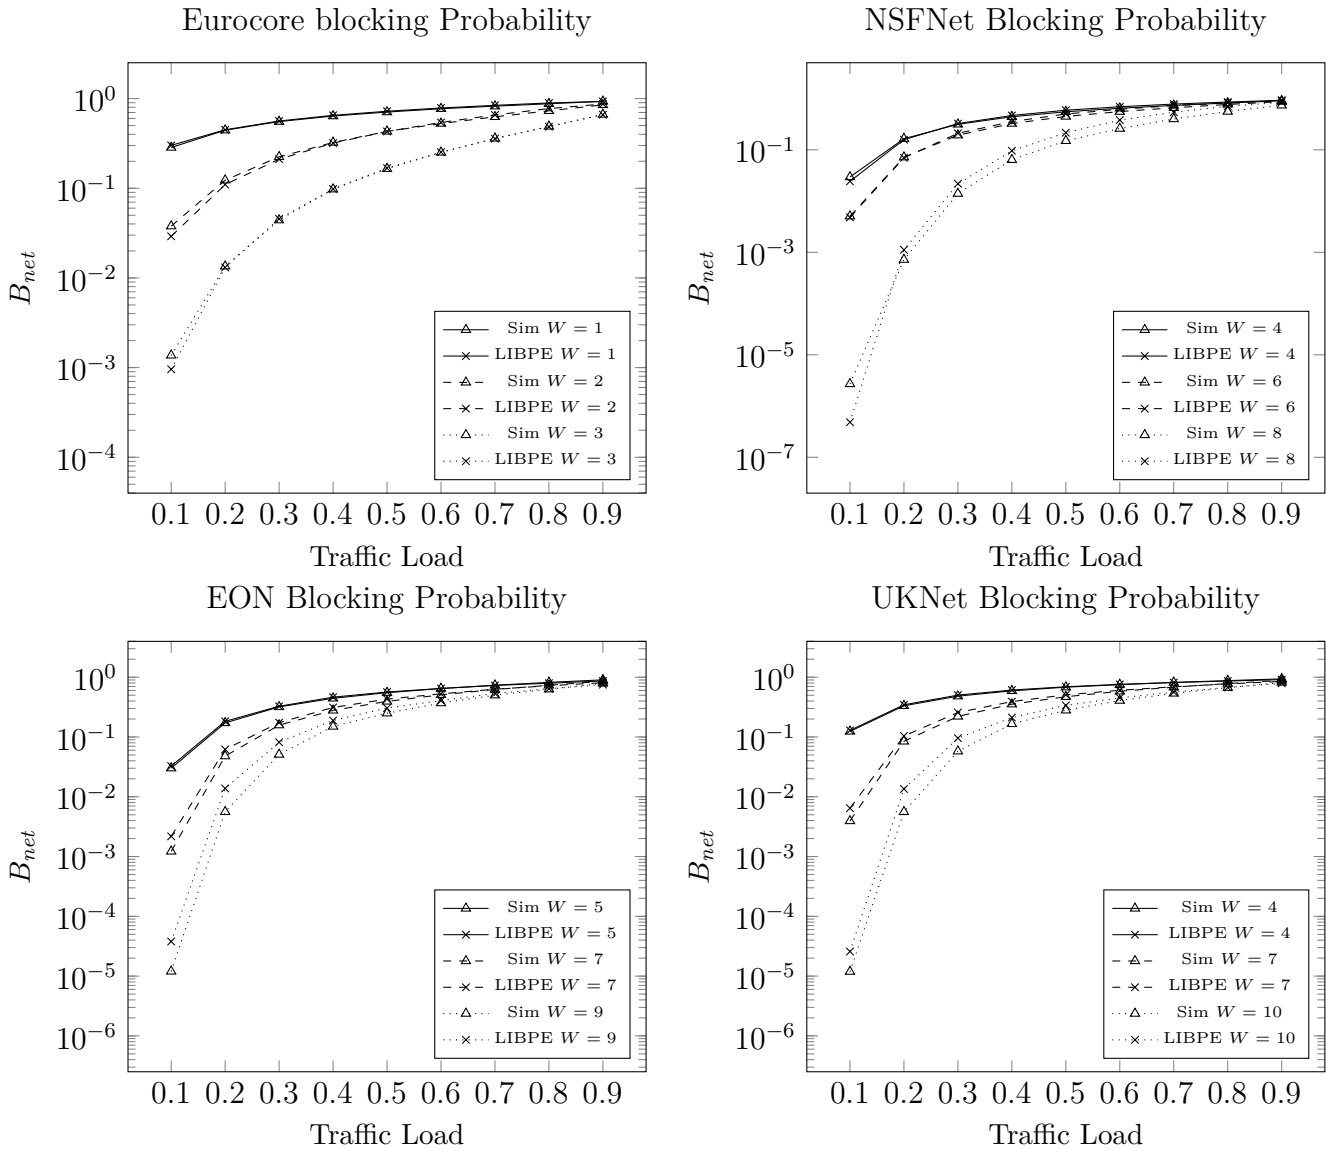 Eurocore blocking Probability
10^0
10^-1
10^-2
10^-3
10^-4
B_net
Sim W = 1
LIBPE W = 1
Sim W = 2
LIBPE W = 2
Sim W = 3
LIBPE W = 3
0.1 0.2 0.3 0.4 0.5 0.6 0.7 0.8 0.9
Traffic Load
NSFNet Blocking Probability
10^-1
10^-3
10^-5
10^-7
B_net
Sim W = 4
LIBPE W = 4
Sim W = 6
LIBPE W = 6
Sim W = 8
LIBPE W = 8
0.1 0.2 0.3 0.4 0.5 0.6 0.7 0.8 0.9
Traffic Load
EON Blocking Probability
10^0
10^-1
10^-2
10^-3
10^-4
10^-5
10^-6
B_net
Sim W = 5
LIBPE W = 5
Sim W = 7
LIBPE W = 7
Sim W = 9
LIBPE W = 9
0.1 0.2 0.3 0.4 0.5 0.6 0.7 0.8 0.9
Traffic Load
UKNet Blocking Probability
10^0
10^-1
10^-2
10^-3
10^-4
10^-5
10^-6
B_net
Sim W = 4
LIBPE W = 4
Sim W = 7
LIBPE W = 7
Sim W = 10
LIBPE W = 10
0.1 0.2 0.3 0.4 0.5 0.6 0.7 0.8 0.9
Traffic Load